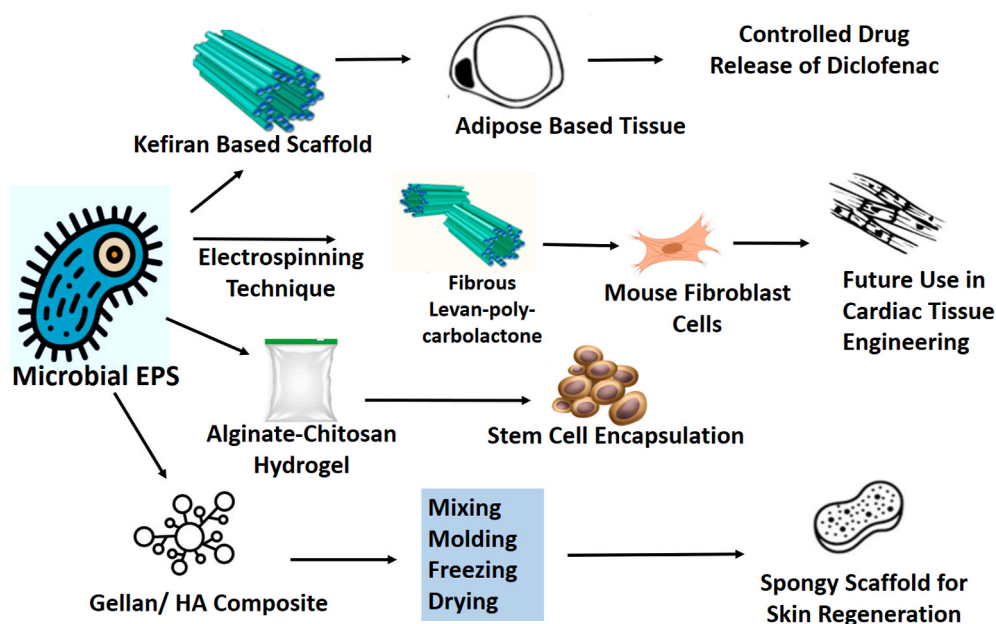 Controlled Drug
Release of Diclofenac
Adipose Based Tissue
Kefiran Based Scaffold
Electrospinning
Technique
Fibrous
Levan-poly-
carbolactone
Mouse Fibroblast
Cells
Future Use in
Cardiac Tissue
Engineering
Microbial EPS
Alginate-Chitosan
Hydrogel
Stem Cell Encapsulation
Gellan/ HA Composite
Mixing
Molding
Freezing
Drying
Spongy Scaffold for
Skin Regeneration